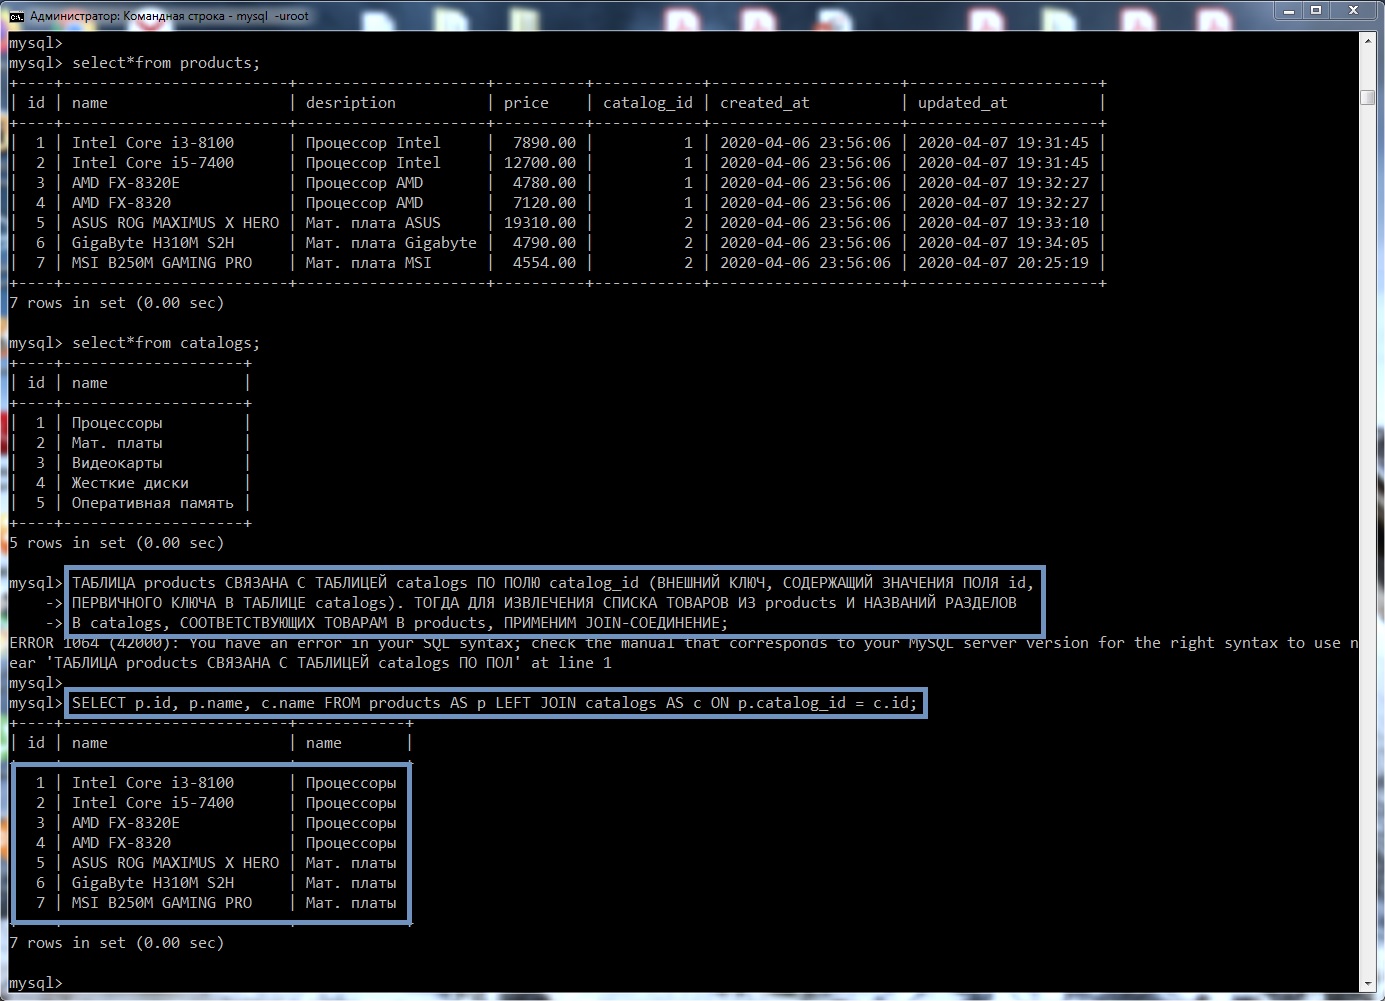 Администратор: Командная строка - mysql  -uroot
mysql>
mysql> select*from products;
+----+-------------------------+----------------------+----------+------------+---------------------+---------------------+
| id | name                    | desription          | price    | catalog_id | created_at          | updated_at          |
+----+-------------------------+----------------------+----------+------------+---------------------+---------------------+
|  1 | Intel Core i3-8100      | Процессор Intel     |  7890.00 |          1 | 2020-04-06 23:56:06 | 2020-04-07 19:31:45 |
|  2 | Intel Core i5-7400      | Процессор Intel     | 12700.00 |          1 | 2020-04-06 23:56:06 | 2020-04-07 19:31:45 |
|  3 | AMD FX-8320E            | Процессор AMD       |  4780.00 |          1 | 2020-04-06 23:56:06 | 2020-04-07 19:32:27 |
|  4 | AMD FX-8320             | Процессор AMD       |  7120.00 |          1 | 2020-04-06 23:56:06 | 2020-04-07 19:32:27 |
|  5 | ASUS ROG MAXIMUS X HERO | Мат. плата ASUS     | 19310.00 |          2 | 2020-04-06 23:56:06 | 2020-04-07 19:33:10 |
|  6 | GigaByte H310M S2H      | Мат. плата Gigabyte |  4790.00 |          2 | 2020-04-06 23:56:06 | 2020-04-07 19:34:05 |
|  7 | MSI B250M GAMING PRO    | Мат. плата MSI      |  4554.00 |          2 | 2020-04-06 23:56:06 | 2020-04-07 20:25:19 |
+----+-------------------------+----------------------+----------+------------+---------------------+---------------------+
7 rows in set (0.00 sec)
mysql> select*from catalogs;
+----+--------------------+
| id | name               |
+----+--------------------+
|  1 | Процессоры         |
|  2 | Мат. платы         |
|  3 | Видеокарты         |
|  4 | Жесткие диски      |
|  5 | Оперативная память |
+----+--------------------+
5 rows in set (0.00 sec)
mysql> ТАБЛИЦА products СВЯЗАНА С ТАБЛИЦЕЙ catalogs ПО ПОЛЮ catalog_id (ВНЕШНИЙ КЛЮЧ, СОДЕРЖАЩИЙ ЗНАЧЕНИЯ ПОЛЯ id,
    -> ПЕРВИЧНОГО КЛЮЧА В ТАБЛИЦЕ catalogs). ТОГДА ДЛЯ ИЗВЛЕЧЕНИЯ СПИСКА ТОВАРОВ ИЗ products И НАЗВАНИЙ РАЗДЕЛОВ
    -> В catalogs, СООТВЕТСТВУЮЩИХ ТОВАРАМ В products, ПРИМЕНИМ JOIN-СОЕДИНЕНИЕ;
ERROR 1064 (42000): You have an error in your SQL syntax; check the manual that corresponds to your MySQL server version for the right syntax to use n
ear 'ТАБЛИЦА products СВЯЗАНА С ТАБЛИЦЕЙ catalogs ПО ПОЛ' at line 1
mysql>
mysql> SELECT p.id, p.name, c.name FROM products AS p LEFT JOIN catalogs AS c ON p.catalog_id = c.id;
+----+-------------------------+------------+
| id | name                    | name       |
|  1 | Intel Core i3-8100      | Процессоры
|  2 | Intel Core i5-7400      | Процессоры
|  3 | AMD FX-8320E            | Процессоры
|  4 | AMD FX-8320             | Процессоры
|  5 | ASUS ROG MAXIMUS X HERO | Мат. платы
|  6 | GigaByte H310M S2H      | Мат. платы
|  7 | MSI B250M GAMING PRO    | Мат. платы
7 rows in set (0.00 sec)
mysql>